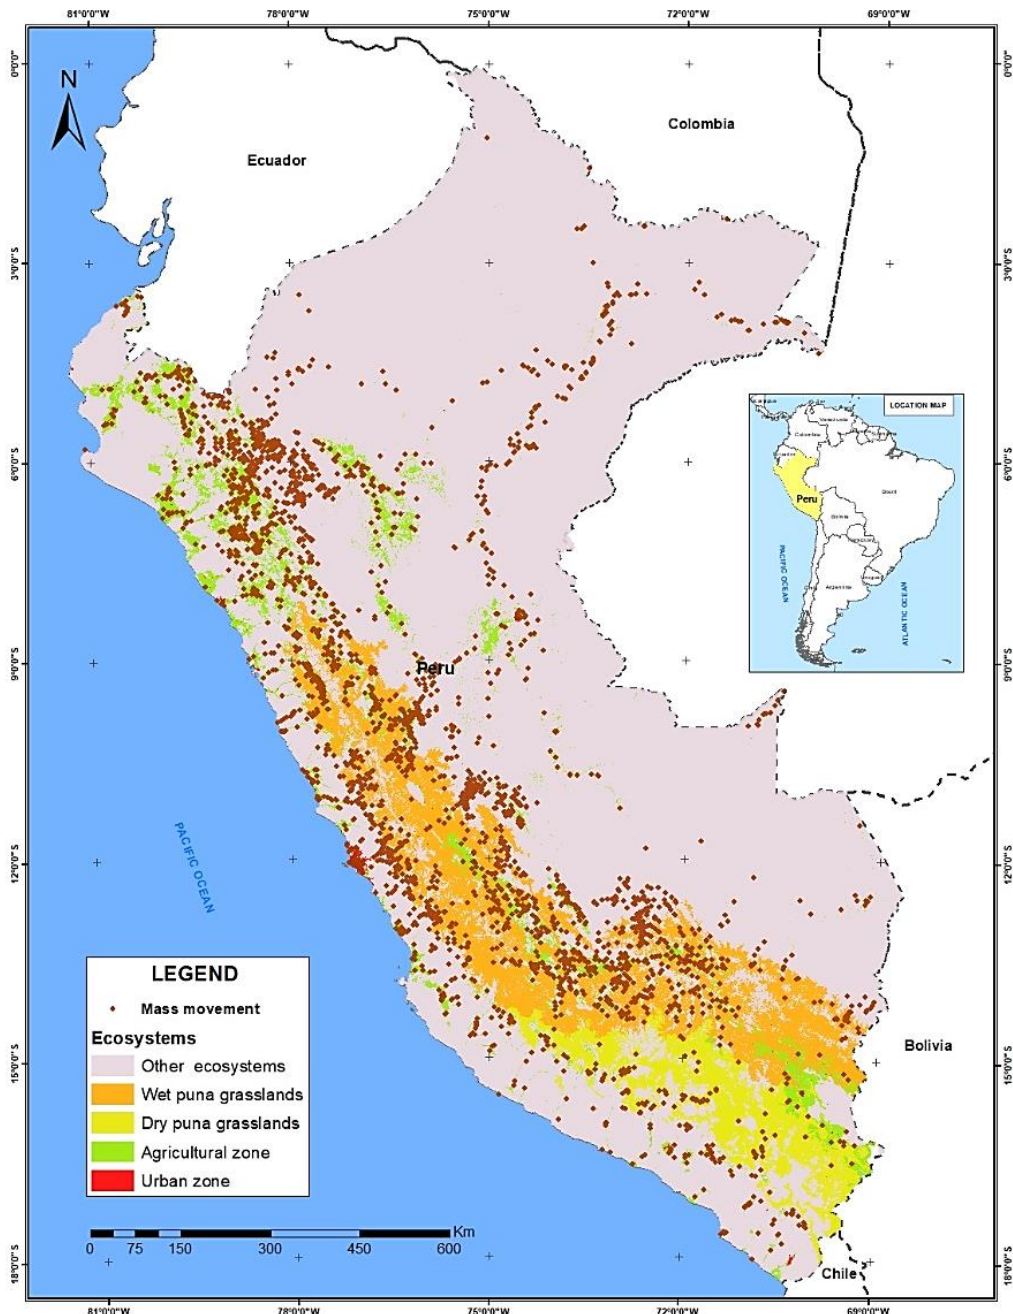 81°0'0"W 78°0'0"W 75°0'0"W 72°0'0"W 69°0'0"W
0°0'0"
0°0'0"
N
Colombia
Ecuador
3°0'0"S
3°0'0"S
LOCATION MAP
Colombia
Peru
Bolivia
Argentina
PACIFIC OCEAN
ATLANTIC OCEAN
6°0'0"S
6°0'0"S
Peru
9°0'0"S
9°0'0"S
PACIFIC OCEAN
12°0'0"S
12°0'0"S
LEGEND
Mass movement
Ecosystems
Other ecosystems
Wet puna grasslands
Dry puna grasslands
Agricultural zone
Urban zone
Bolivia
15°0'0"S
15°0'0"S
Km
0 75 150 300 450 600
Chile
18°0'0"S
18°0'0"S
81°0'0"W 78°0'0"W 75°0'0"W 72°0'0"W 69°0'0"W